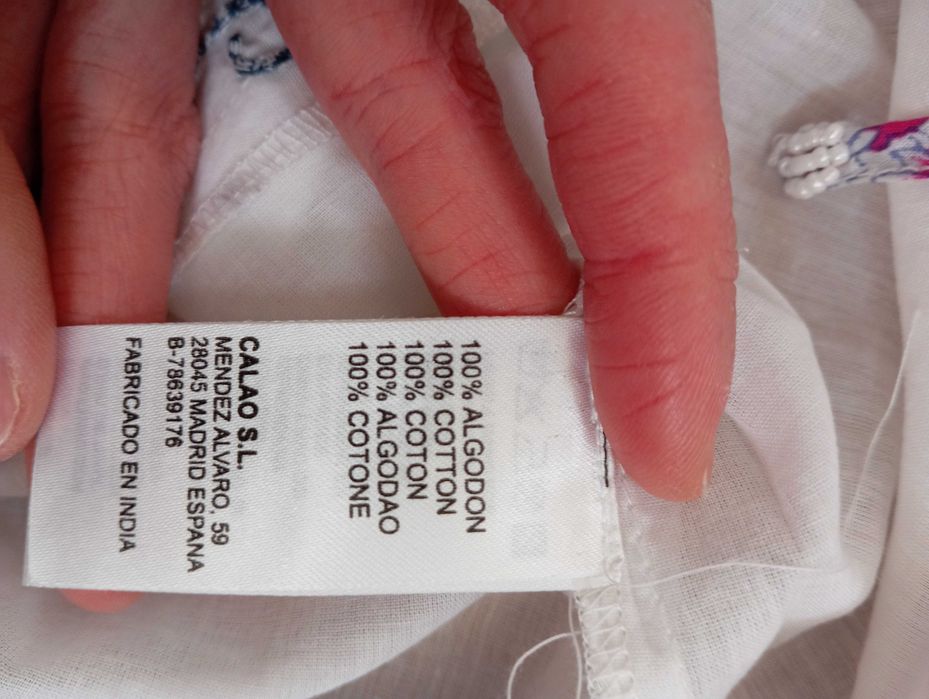 100% ALGODON
100% COTTON
100% COTON
100% ALGODAO
100% COTONE
CALAO S.L.
MENDEZ ALVARO, 59
28045 MADRID ESPANA
B-78639176
FABRICADO EN INDIA